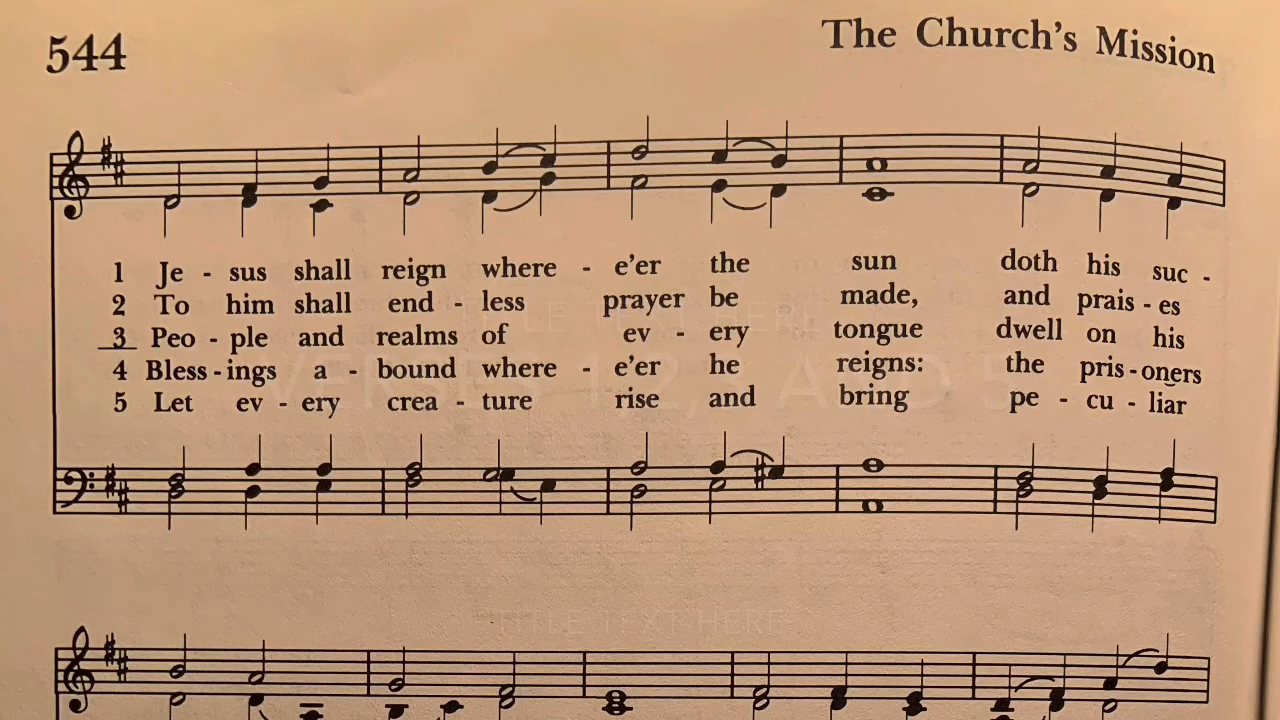 544
The Church's Mission
1 Je - sus shall reign where - e'er the sun doth his suc -
2 To him shall end - less prayer be made, and prais - es
3 Peo - ple and realms of ev - ery tongue dwell on his
4 Bless - ings a - bound where - e'er he reigns: the pris - oners
5 Let ev - ery crea - ture rise and bring pe - cu - liar
TITLE TEXT HERE